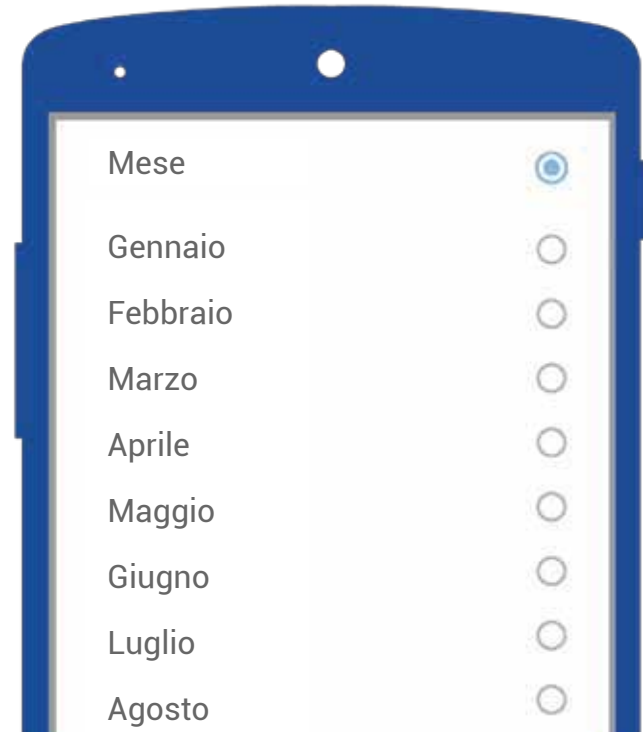 Mese
Gennaio
Febbraio
Marzo
Aprile
Maggio
Giugno
Luglio
Agosto